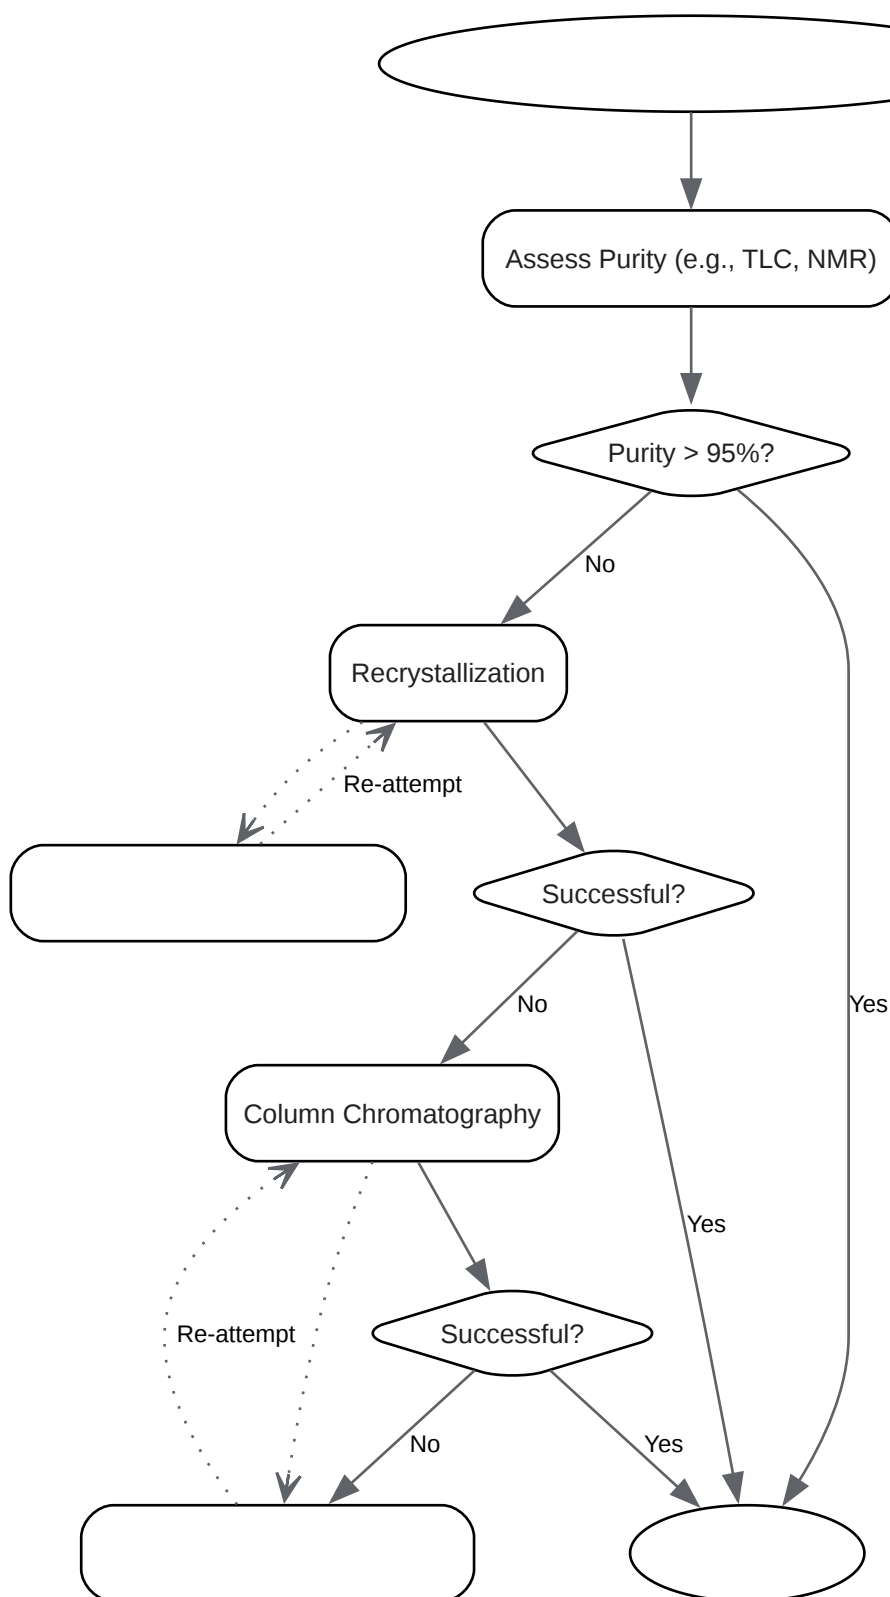 Assess Purity (e.g., TLC, NMR)
Purity > 95%?
No
Recrystallization
Re-attempt
Successful?
No
Yes
Column Chromatography
Yes
Re-attempt
Successful?
No
Yes